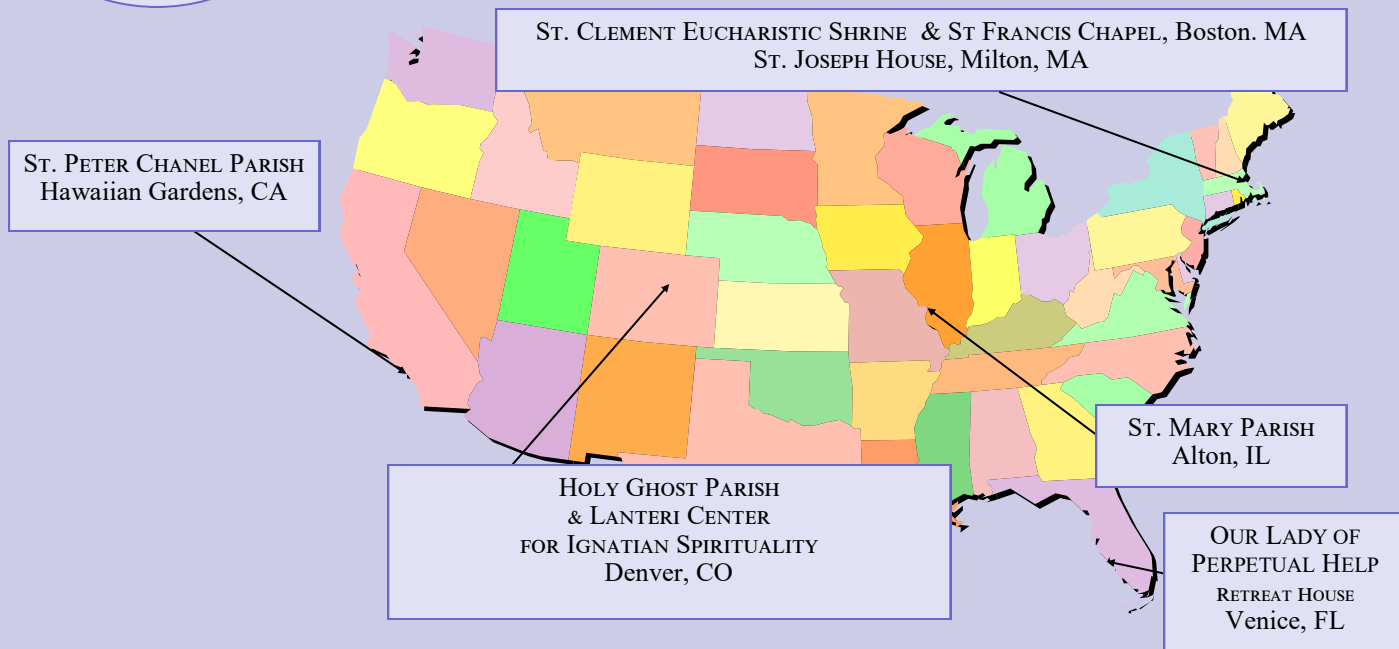 St. Clement Eucharistic Shrine & St Francis Chapel, Boston. MA
St. Joseph House, Milton, MA
St. Peter Chanel Parish
Hawaiian Gardens, CA
St. Mary Parish
Alton, IL
Holy Ghost Parish
& Lanteri Center
for Ignatian Spirituality
Denver, CO
Our Lady of
Perpetual Help
Retreat House
Venice, FL